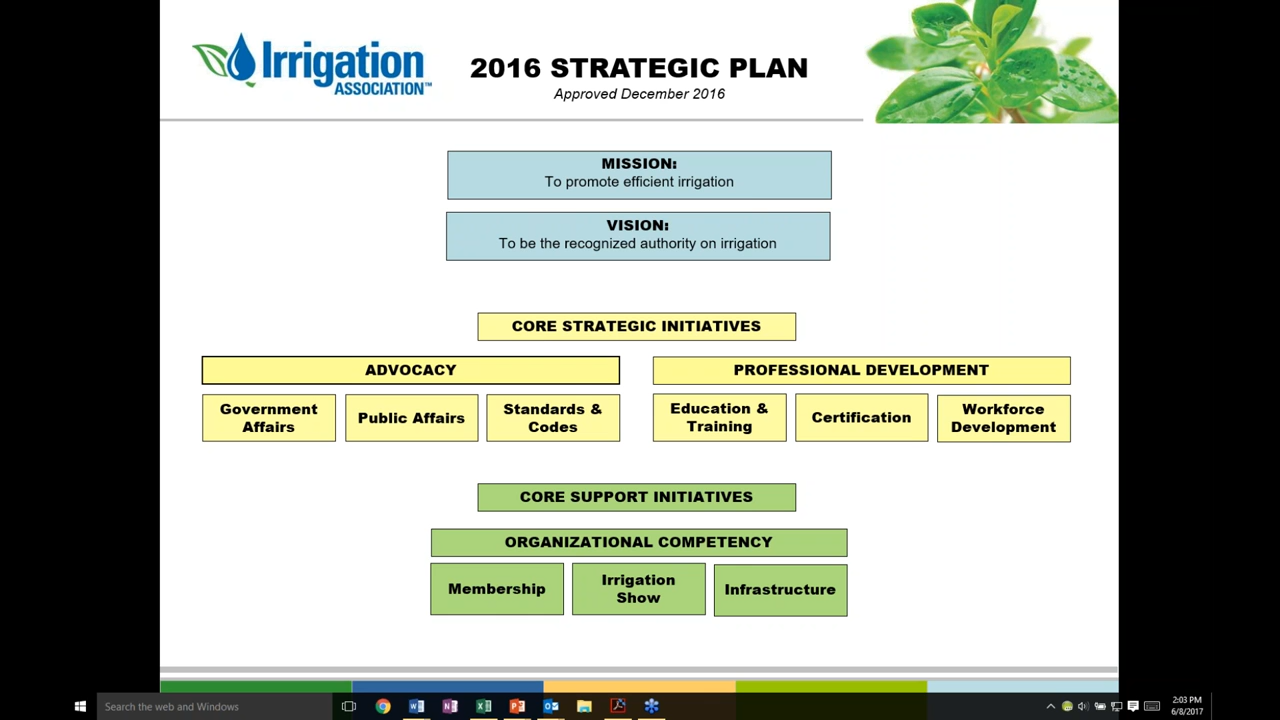 Irrigation
ASSOCIATION™
2016 STRATEGIC PLAN
Approved December 2016
MISSION:
To promote efficient irrigation
VISION:
To be the recognized authority on irrigation
CORE STRATEGIC INITIATIVES
ADVOCACY
PROFESSIONAL DEVELOPMENT
Government
Affairs
Public Affairs
Standards &
Codes
Education &
Training
Certification
Workforce
Development
CORE SUPPORT INITIATIVES
ORGANIZATIONAL COMPETENCY
Membership
Irrigation
Show
Infrastructure
Search the web and Windows
2:03 PM
6/8/2017